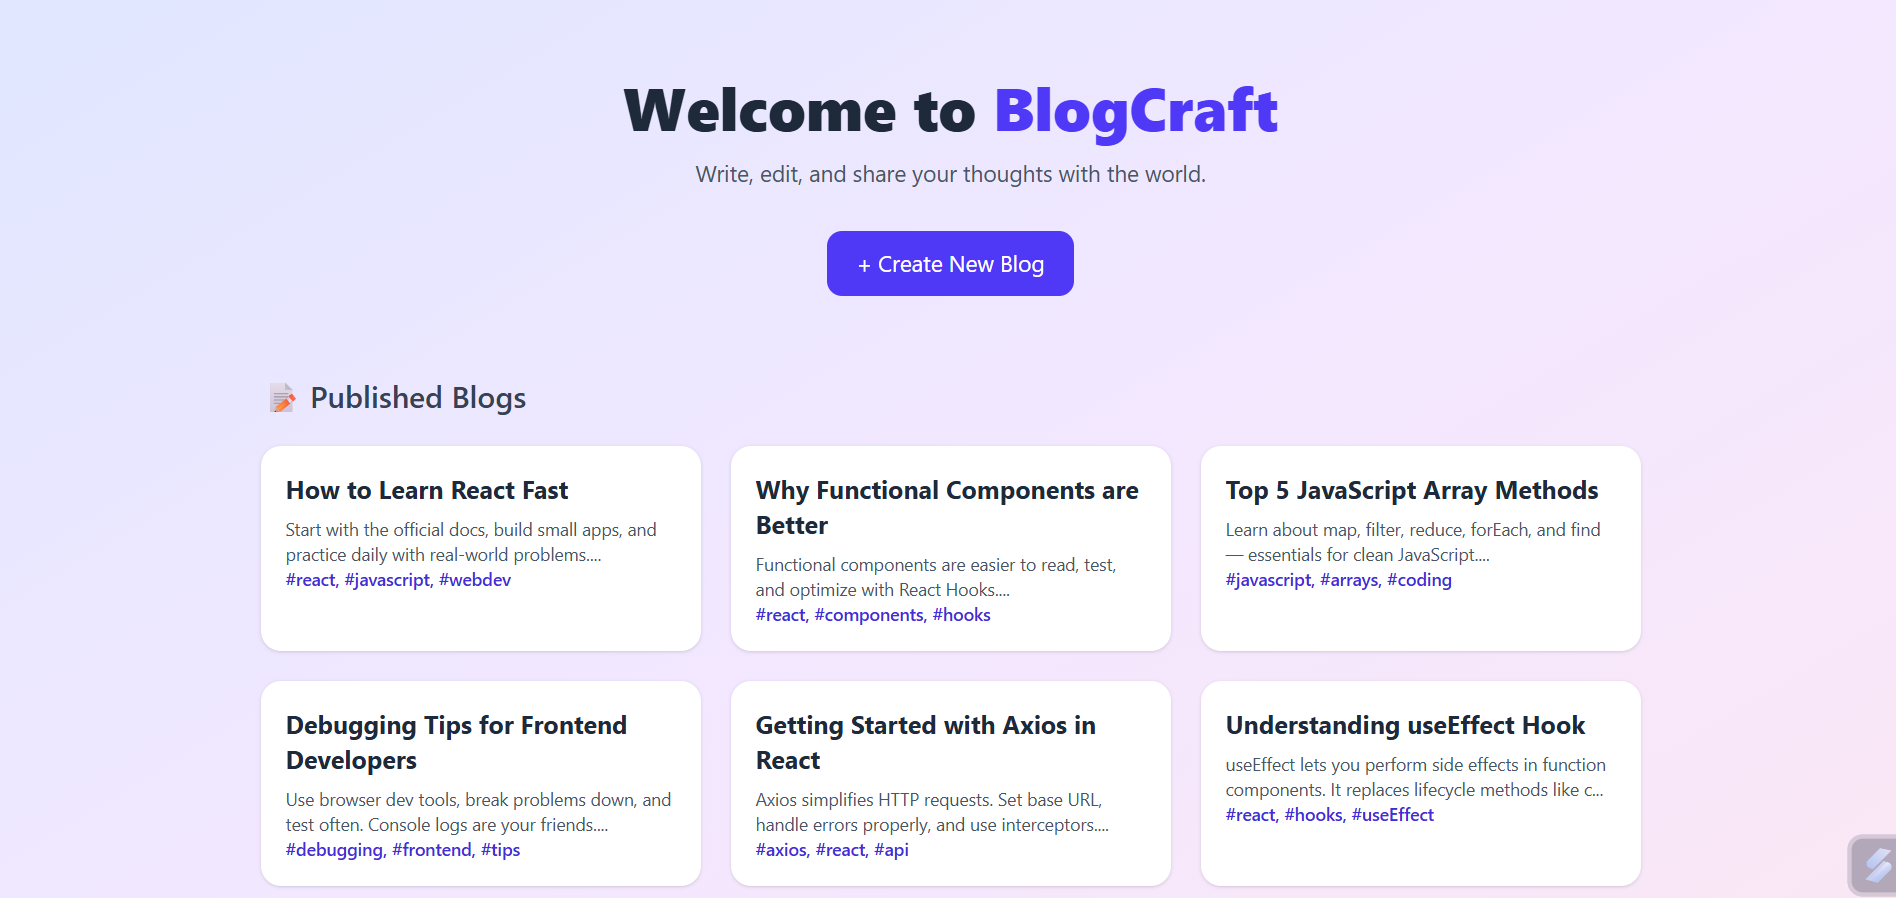 Welcome to BlogCraft
Write, edit, and share your thoughts with the world.
+ Create New Blog
Published Blogs
How to Learn React Fast
Start with the official docs, build small apps, and
practice daily with real-world problems....
#react, #javascript, #webdev
Why Functional Components are
Better
Functional components are easier to read, test,
and optimize with React Hooks....
#react, #components, #hooks
Top 5 JavaScript Array Methods
Learn about map, filter, reduce, forEach, and find
— essentials for clean JavaScript....
#javascript, #arrays, #coding
Debugging Tips for Frontend
Developers
Use browser dev tools, break problems down, and
test often. Console logs are your friends....
#debugging, #frontend, #tips
Getting Started with Axios in
React
Axios simplifies HTTP requests. Set base URL,
handle errors properly, and use interceptors....
#axios, #react, #api
Understanding useEffect Hook
useEffect lets you perform side effects in function
components. It replaces lifecycle methods like c...
#react, #hooks, #useEffect